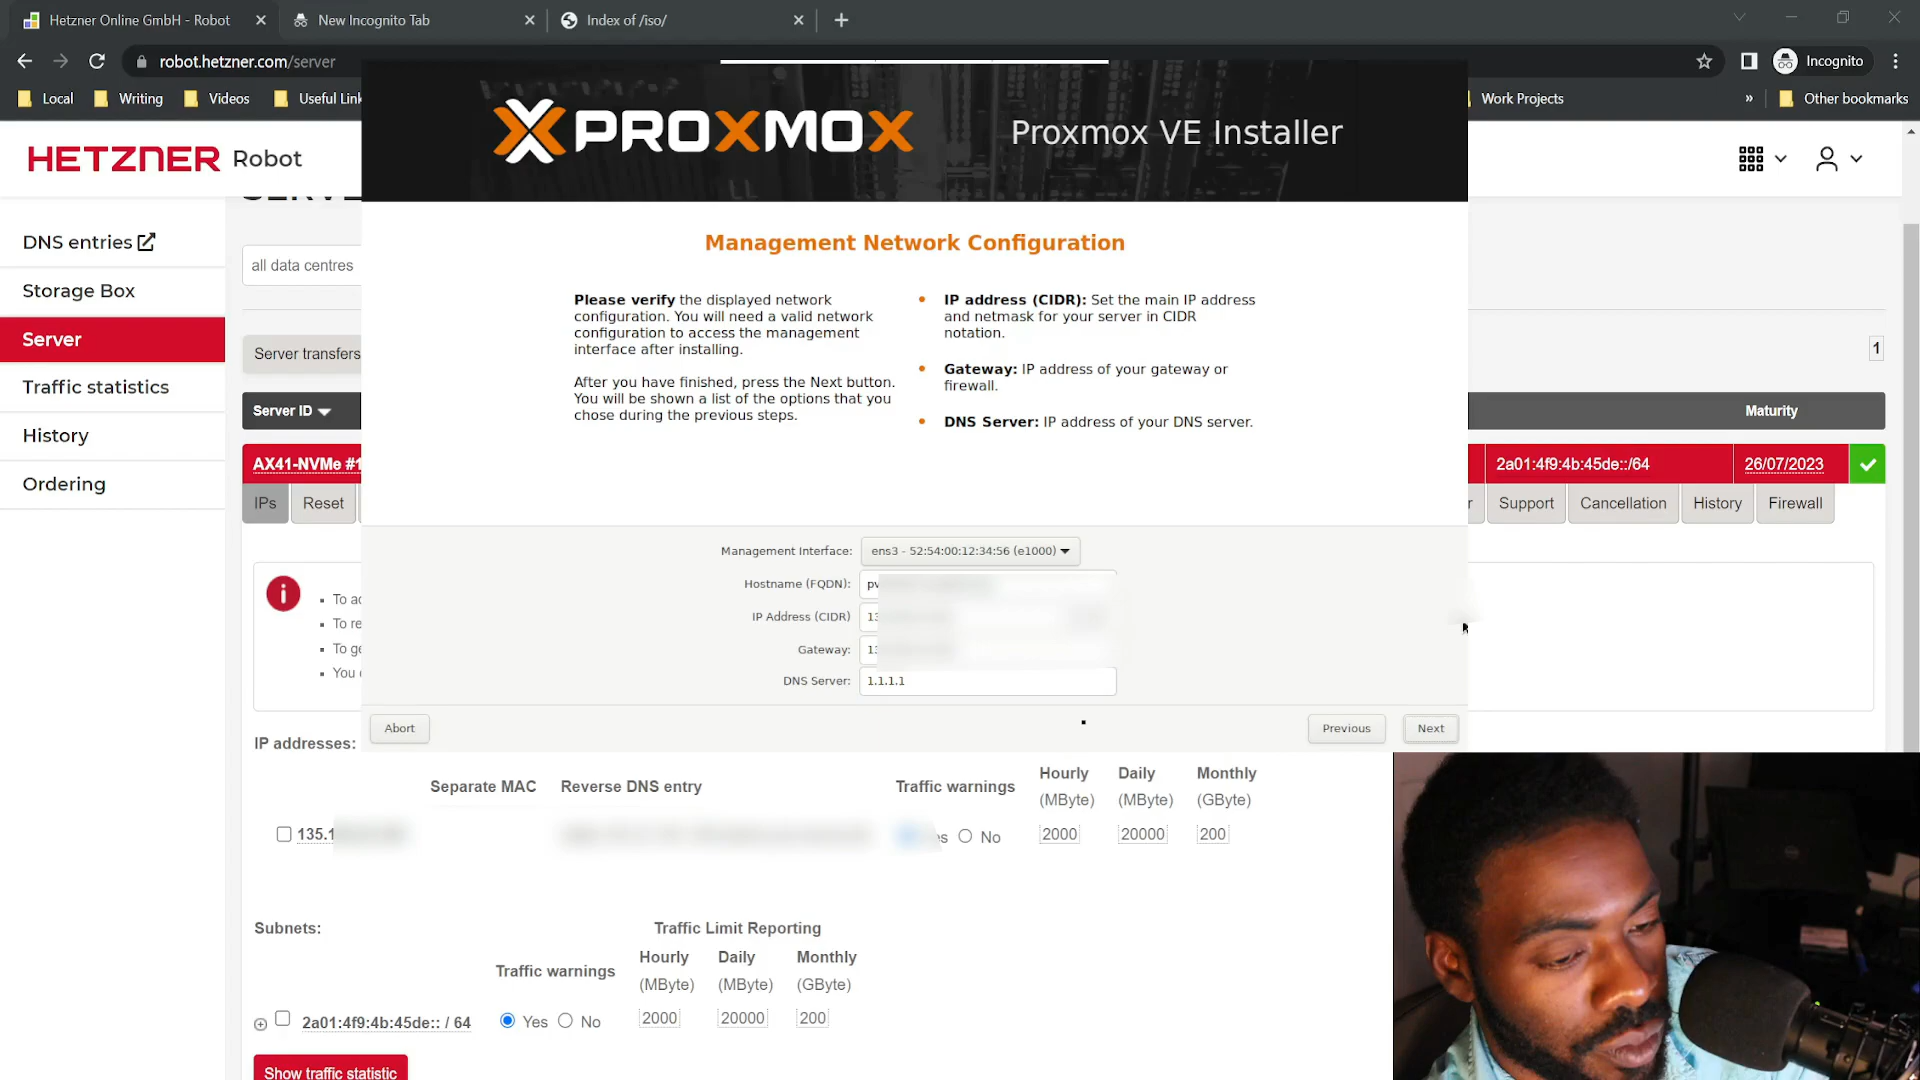 Hetzner Online GmbH - Robot
New Incognito Tab
Index of /iso/
robot.hetzner.com/server
Incognito
Local
Writing
Videos
Useful Link
Work Projects
»
Other bookmarks
HETZNER Robot
DNS entries
Storage Box
Server
Traffic statistics
History
Ordering
all data centres
Server transfers
1
Server ID
Maturity
AX41-NVMe #1
2a01:4f9:4b:45de::/64
26/07/2023
IPs
Reset
Support
Cancellation
History
Firewall
i
To
To re
To ge
You
PROXMOX
Proxmox VE Installer
Management Network Configuration
Please verify the displayed network
configuration. You will need a valid network
configuration to access the management
interface after installing.
After you have finished, press the Next button.
You will be shown a list of the options that you
chose during the previous steps.
IP address (CIDR): Set the main IP address
and netmask for your server in CIDR
notation.
Gateway: IP address of your gateway or
firewall.
DNS Server: IP address of your DNS server.
Management Interface:
ens3 - 52:54:00:12:34:56 (e1000)
Hostname (FQDN):
pv
IP Address (CIDR)
13
Gateway:
13
DNS Server:
1.1.1.1
Abort
Previous
Next
IP addresses:
Separate MAC
Reverse DNS entry
Traffic warnings
Hourly
(MByte)
Daily
(MByte)
Monthly
(GByte)
135.1
No
2000
20000
200
Subnets:
Traffic Limit Reporting
Traffic warnings
Hourly
(MByte)
Daily
(MByte)
Monthly
(GByte)
2a01:4f9:4b:45de:: / 64
Yes
No
2000
20000
200
Show traffic statistic